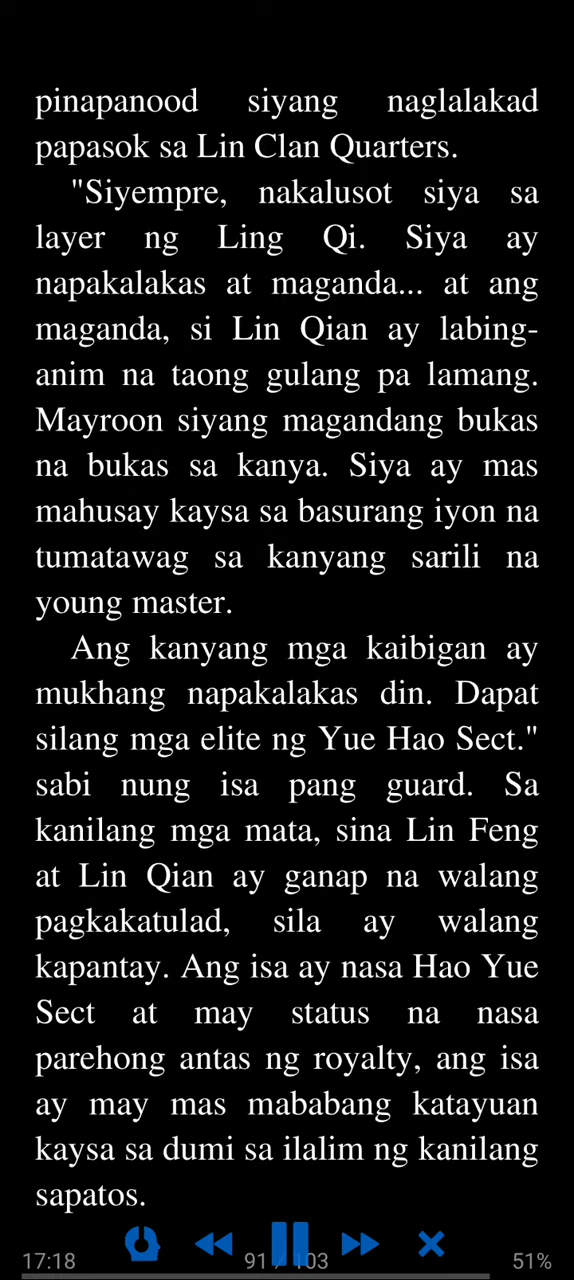 pinapanood siyang naglalakad
papasok sa Lin Clan Quarters.
"Siyempre, nakalusot siya sa
layer ng Ling Qi. Siya ay
napakalakas at maganda... at ang
maganda, si Lin Qian ay labing-
anim na taong gulang pa lamang.
Mayroon siyang magandang bukas
na bukas sa kanya. Siya ay mas
mahusay kaysa sa basurang iyon na
tumatawag sa kanyang sarili na
young master.
Ang kanyang mga kaibigan ay
mukhang napakalakas din. Dapat
silang mga elite ng Yue Hao Sect."
sabi nung isa pang guard. Sa
kanilang mga mata, sina Lin Feng
at Lin Qian ay ganap na walang
pagkakatulad, sila ay walang
kapantay. Ang isa ay nasa Hao Yue
Sect at may status na nasa
parehong antas ng royalty, ang isa
ay may mas mababang katayuan
kaysa sa dumi sa ilalim ng kanilang
sapatos.
17:18 91 / 103 51%